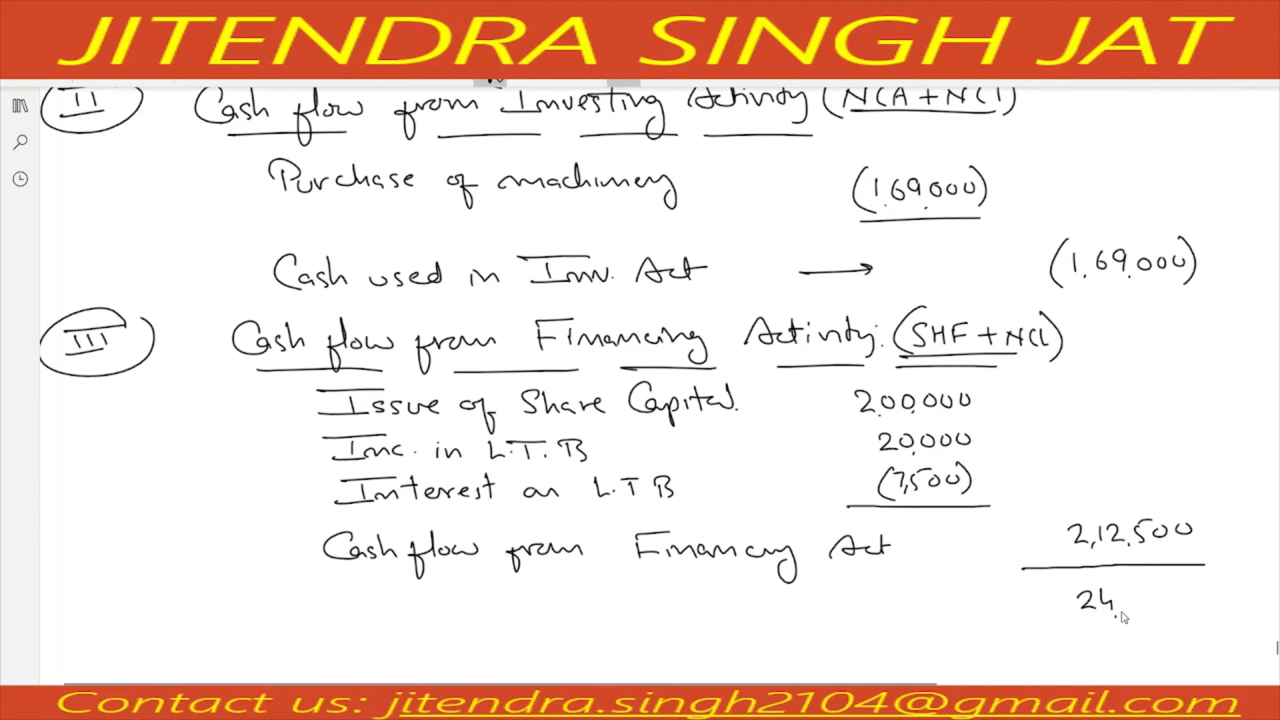 JITENDRA SINGH JAT
II Cash flow from Investing Activity (NCA + NCI)
Purchase of machinery (1,69,000)
Cash used in Inv. Act → (1,69,000)
III Cash flow from Financing Activity: (SHF + NCL)
Issue of Share Capital. 2,00,000
Inc. in L.T.B 20,000
Interest on L.T B (7,500)
Cash flow from Financing Act 2,12,500
24,
Contact us: jitendra.singh2104@gmail.com